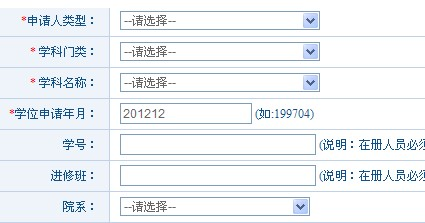 *申请人类型： --请选择--
* 学科门类： --请选择--
* 学科名称： --请选择--
*学位申请年月： 201212 (如:199704)
学号： (说明：在册人员必须
进修班： (说明：在册人员必须
院系： --请选择--